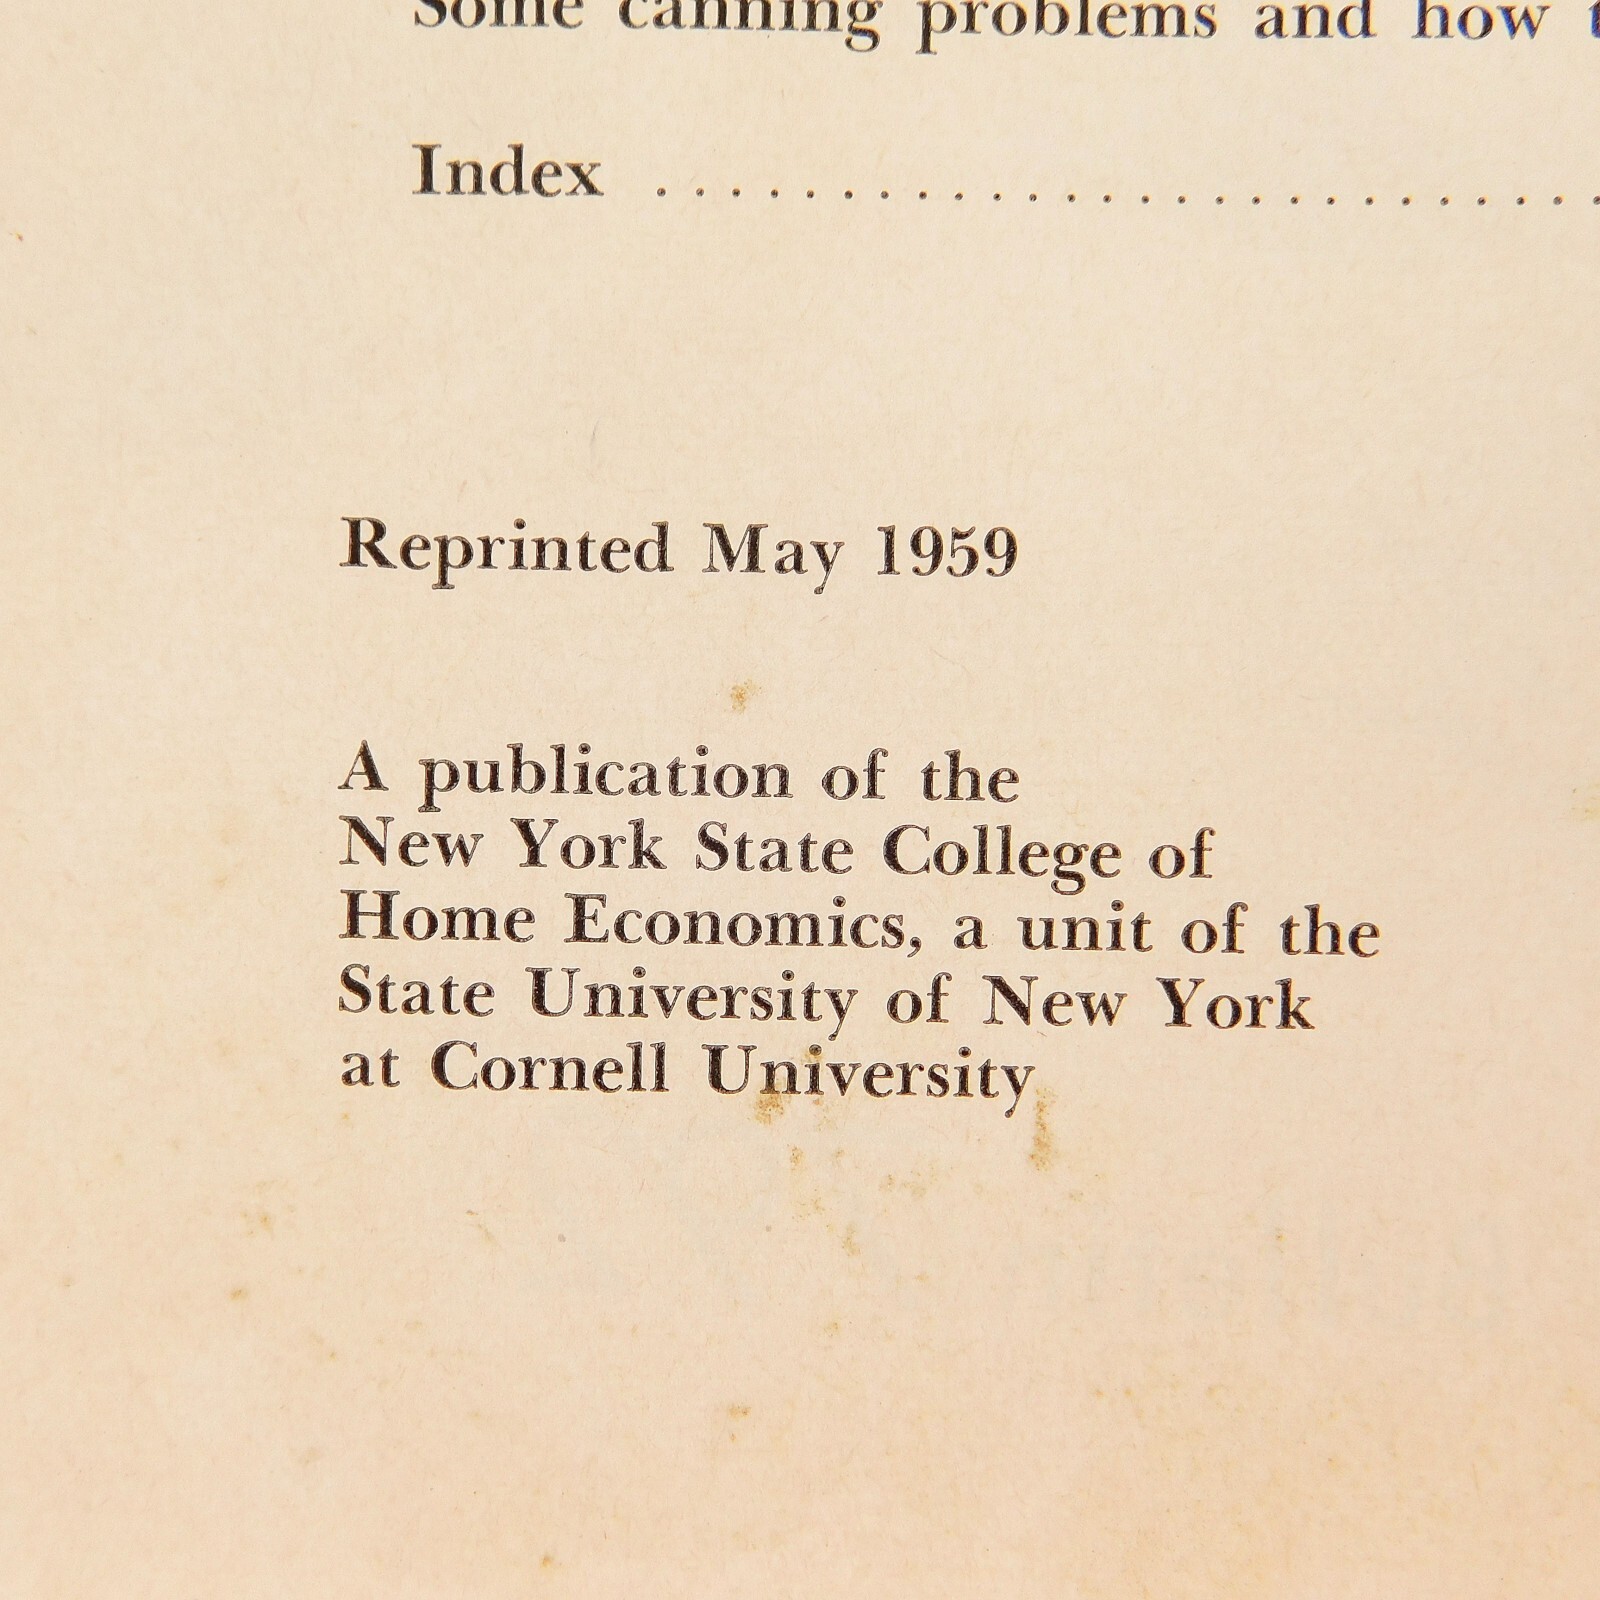 Some canning problems and how
Index ..........................
Reprinted May 1959
A publication of the
New York State College of
Home Economics, a unit of the
State University of New York
at Cornell University